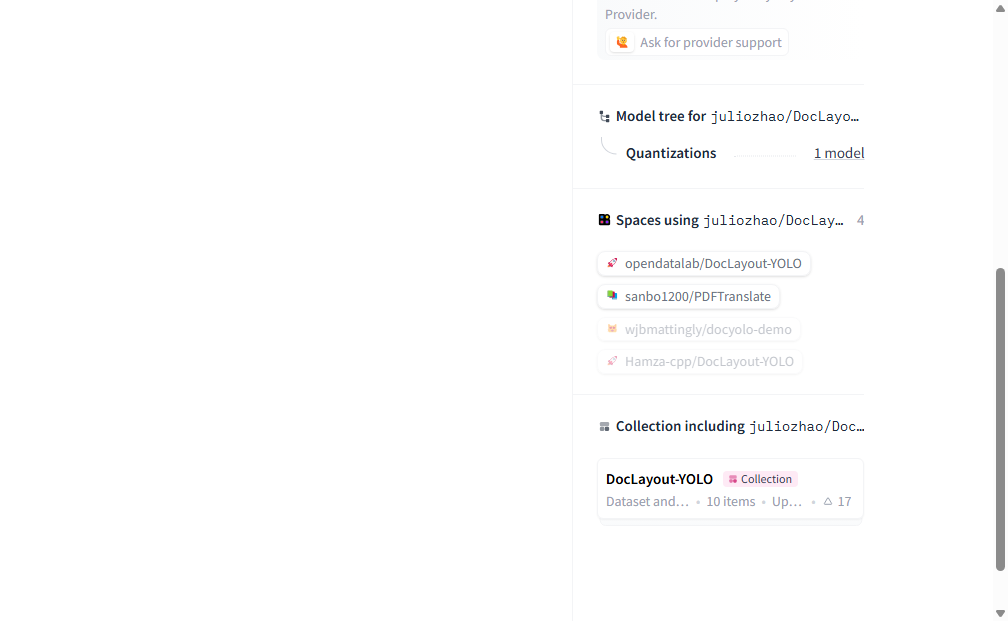 Provider.
Ask for provider support
Model tree for juliozhao/DocLayo…
Quantizations 1 model
Spaces using juliozhao/DocLay… 4
opendatalab/DocLayout-YOLO
sanbo1200/PDFTranslate
wjbmattingly/docyolo-demo
Hamza-cpp/DocLayout-YOLO
Collection including juliozhao/Doc…
DocLayout-YOLO Collection
Dataset and… • 10 items • Up… • 17